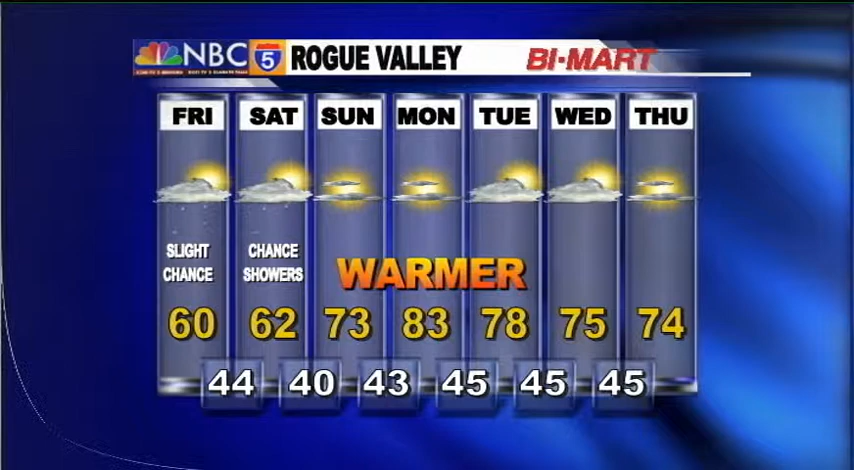 NBC 5 ROGUE VALLEY BI-MART
FRI SAT SUN MON TUE WED THU
SLIGHT CHANCE
CHANCE SHOWERS
WARMER
60 62 73 83 78 75 74
44 40 43 45 45 45